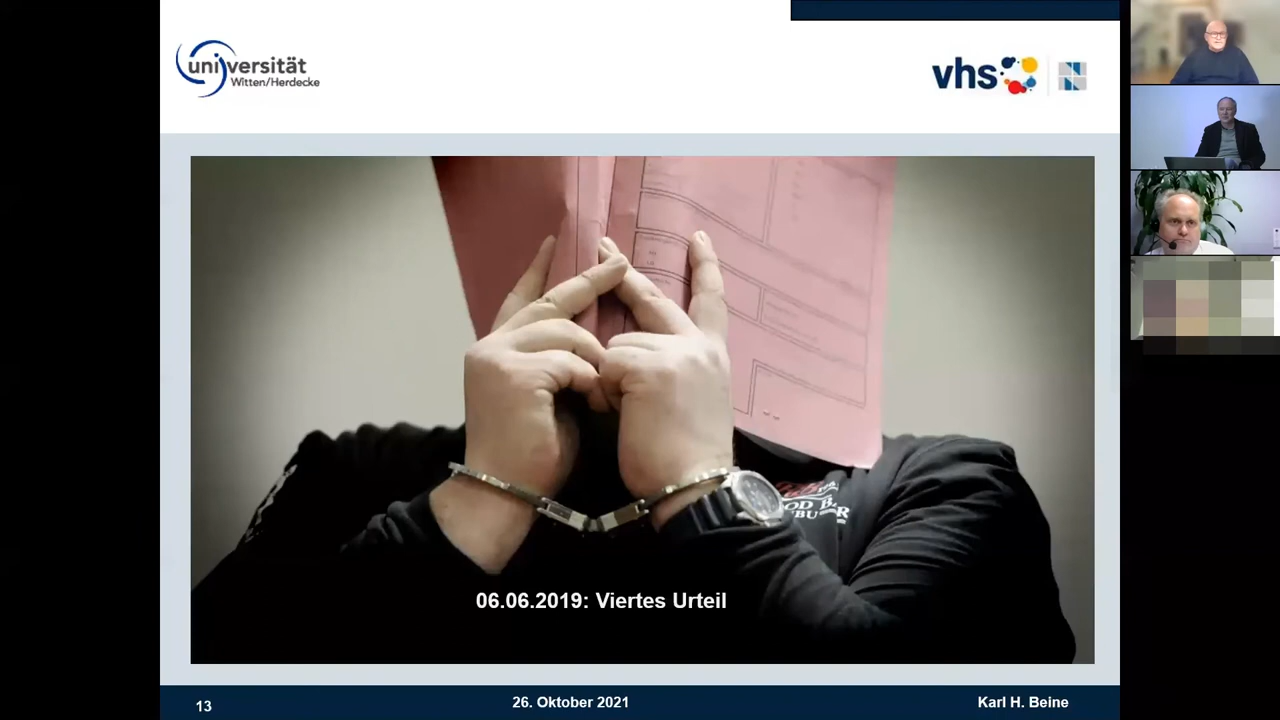 universität
Witten/Herdecke
vhs
06.06.2019: Viertes Urteil
13
26. Oktober 2021
Karl H. Beine